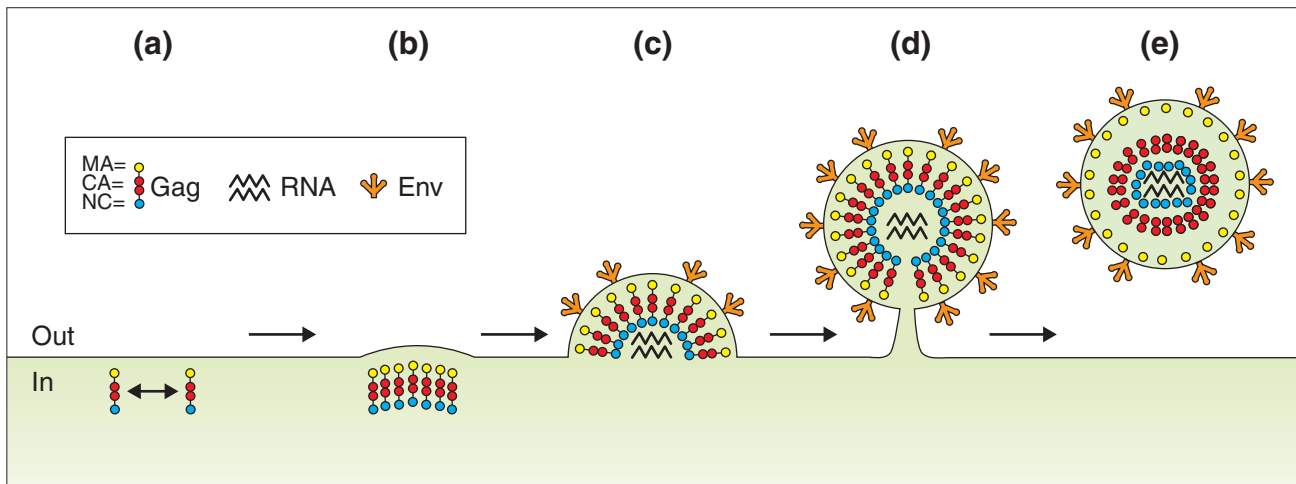 (a) (b) (c) (d) (e)
MA=
CA= Gag RNA Env
NC=
Out
In